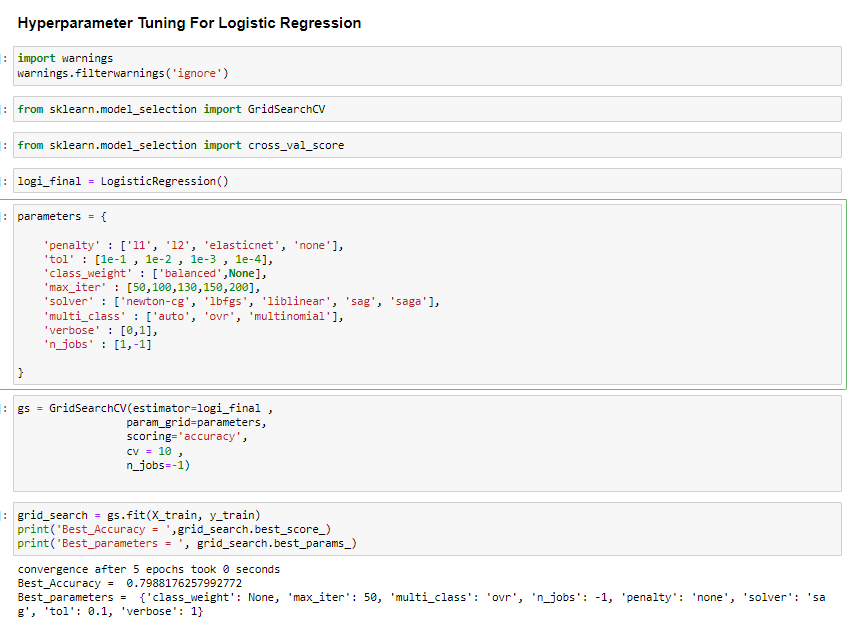 Hyperparameter Tuning For Logistic Regression
]: import warnings
warnings.filterwarnings('ignore')
]: from sklearn.model_selection import GridSearchCV
]: from sklearn.model_selection import cross_val_score
]: logi_final = LogisticRegression()
]: parameters = {
'penalty' : ['l1', 'l2', 'elasticnet', 'none'],
'tol' : [1e-1 , 1e-2 , 1e-3 , 1e-4],
'class_weight' : ['balanced',None],
'max_iter' : [50,100,130,150,200],
'solver' : ['newton-cg', 'lbfgs', 'liblinear', 'sag', 'saga'],
'multi_class' : ['auto', 'ovr', 'multinomial'],
'verbose' : [0,1],
'n_jobs' : [1,-1]
}
]: gs = GridSearchCV(estimator=logi_final ,
param_grid=parameters,
scoring='accuracy',
cv = 10 ,
n_jobs=-1)
]: grid_search = gs.fit(X_train, y_train)
print('Best_Accuracy = ',grid_search.best_score_)
print('Best_parameters = ', grid_search.best_params_)
convergence after 5 epochs took 0 seconds
Best_Accuracy =  0.7988176257992772
Best_parameters =  {'class_weight': None, 'max_iter': 50, 'multi_class': 'ovr', 'n_jobs': -1, 'penalty': 'none', 'solver': 'sa
g', 'tol': 0.1, 'verbose': 1}